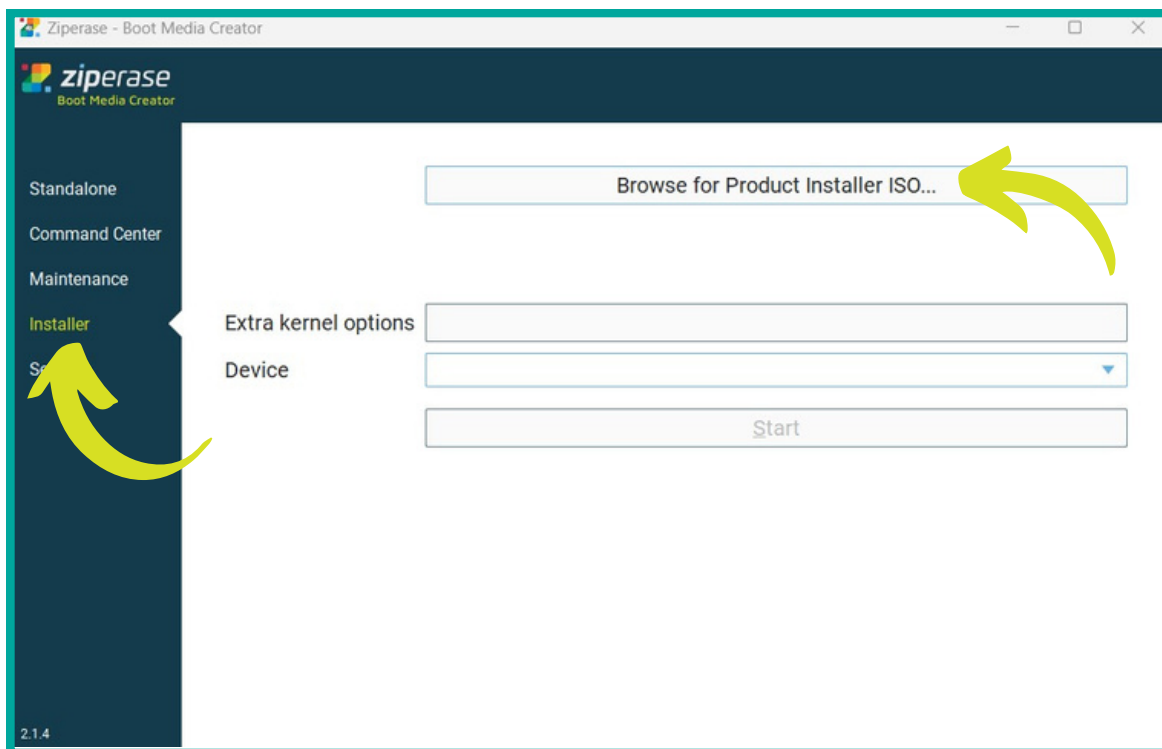 Ziperase - Boot Media Creator
ziperase
Boot Media Creator
Standalone
Command Center
Maintenance
Installer
Browse for Product Installer ISO...
Extra kernel options
Device
Start
2.1.4